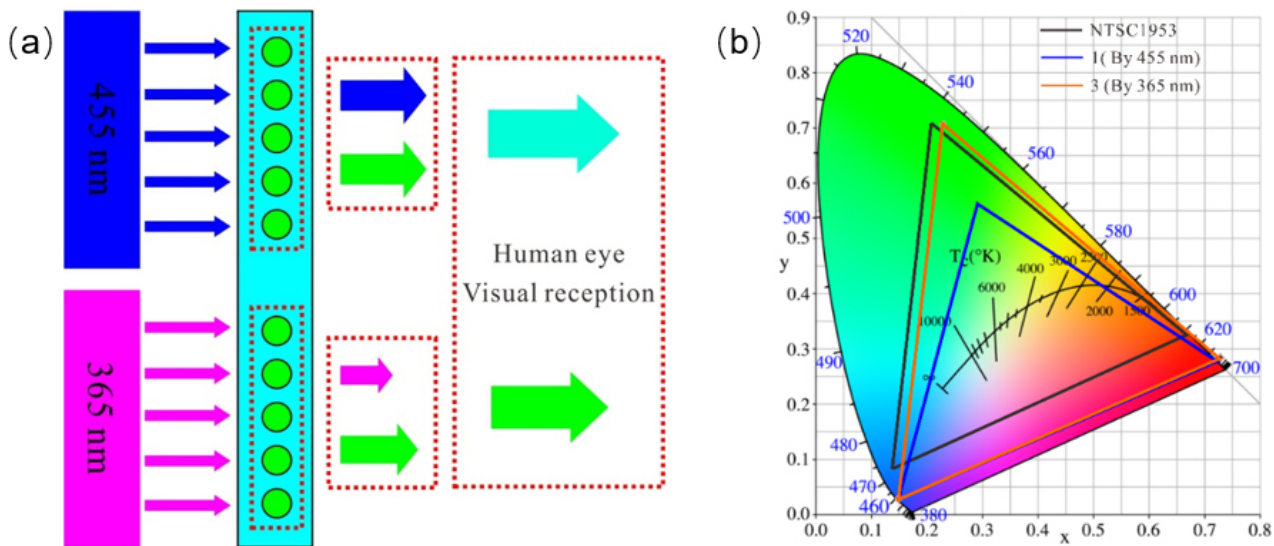 (a)
455 nm
365 nm
Human eye
Visual reception
(b)
NTSC1953
1( By 455 nm)
3 (By 365 nm)
0.9
0.8
0.7
0.6
0.5
0.4
0.3
0.2
0.1
0.0
y
0.0 0.1 0.2 0.3 0.4 0.5 0.6 0.7 0.8
x
520
540
560
580
600
620
700
500
490
480
470
460
380
Tc(°K)
∞
10000
6000
4000
3000
2500
2000
1500